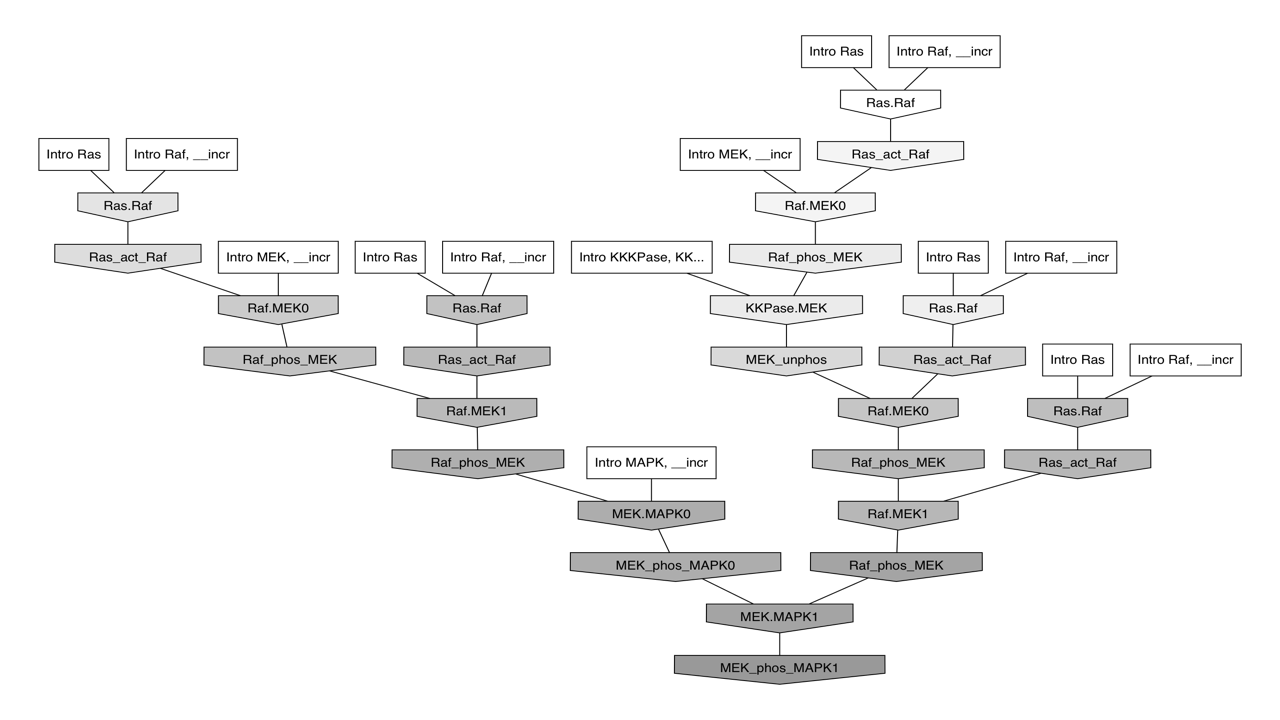 Intro Ras
Intro Raf, __incr
Ras.Raf
Intro Ras
Intro Raf, __incr
Intro MEK, __incr
Ras_act_Raf
Ras.Raf
Raf.MEK0
Ras_act_Raf
Intro MEK, __incr
Intro Ras
Intro Raf, __incr
Intro KKKPase, KK...
Raf_phos_MEK
Intro Ras
Intro Raf, __incr
Raf.MEK0
Ras.Raf
KKPase.MEK
Ras.Raf
Raf_phos_MEK
Ras_act_Raf
MEK_unphos
Ras_act_Raf
Intro Ras
Intro Raf, __incr
Raf.MEK1
Raf.MEK0
Ras.Raf
Raf_phos_MEK
Intro MAPK, __incr
Raf_phos_MEK
Ras_act_Raf
MEK.MAPK0
Raf.MEK1
MEK_phos_MAPK0
Raf_phos_MEK
MEK.MAPK1
MEK_phos_MAPK1